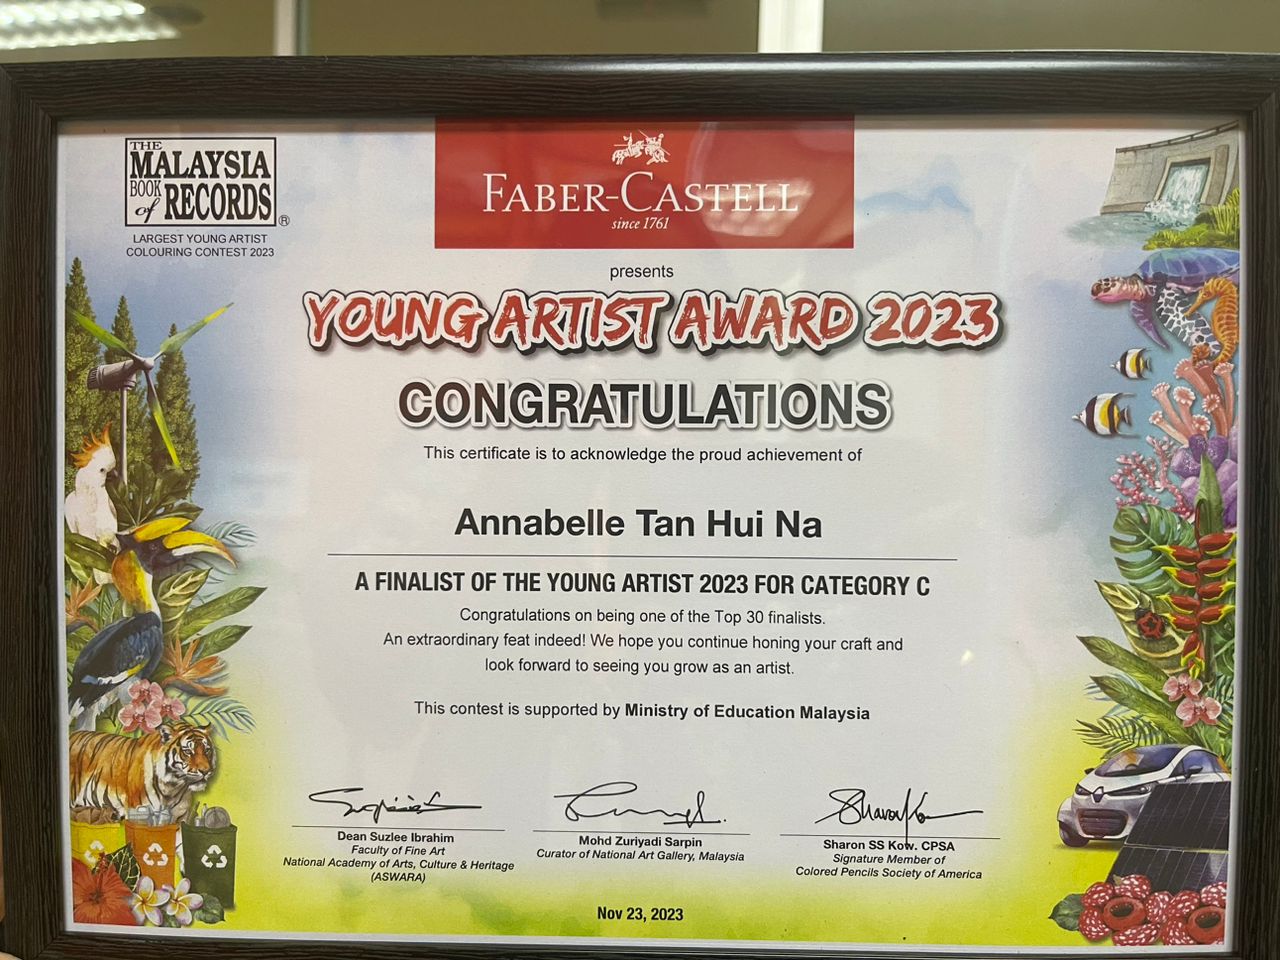 THE
MALAYSIA
BOOK
of RECORDS®
LARGEST YOUNG ARTIST
COLOURING CONTEST 2023
FABER-CASTELL
since 1761
presents
YOUNG ARTIST AWARD 2023
CONGRATULATIONS
This certificate is to acknowledge the proud achievement of
Annabelle Tan Hui Na
A FINALIST OF THE YOUNG ARTIST 2023 FOR CATEGORY C
Congratulations on being one of the Top 30 finalists.
An extraordinary feat indeed! We hope you continue honing your craft and
look forward to seeing you grow as an artist.
This contest is supported by Ministry of Education Malaysia
Dean Suzlee Ibrahim
Faculty of Fine Art
National Academy of Arts, Culture & Heritage
(ASWARA)
Mohd Zuriyadi Sarpin
Curator of National Art Gallery, Malaysia
Sharon SS Kow. CPSA
Signature Member of
Colored Pencils Society of America
Nov 23, 2023